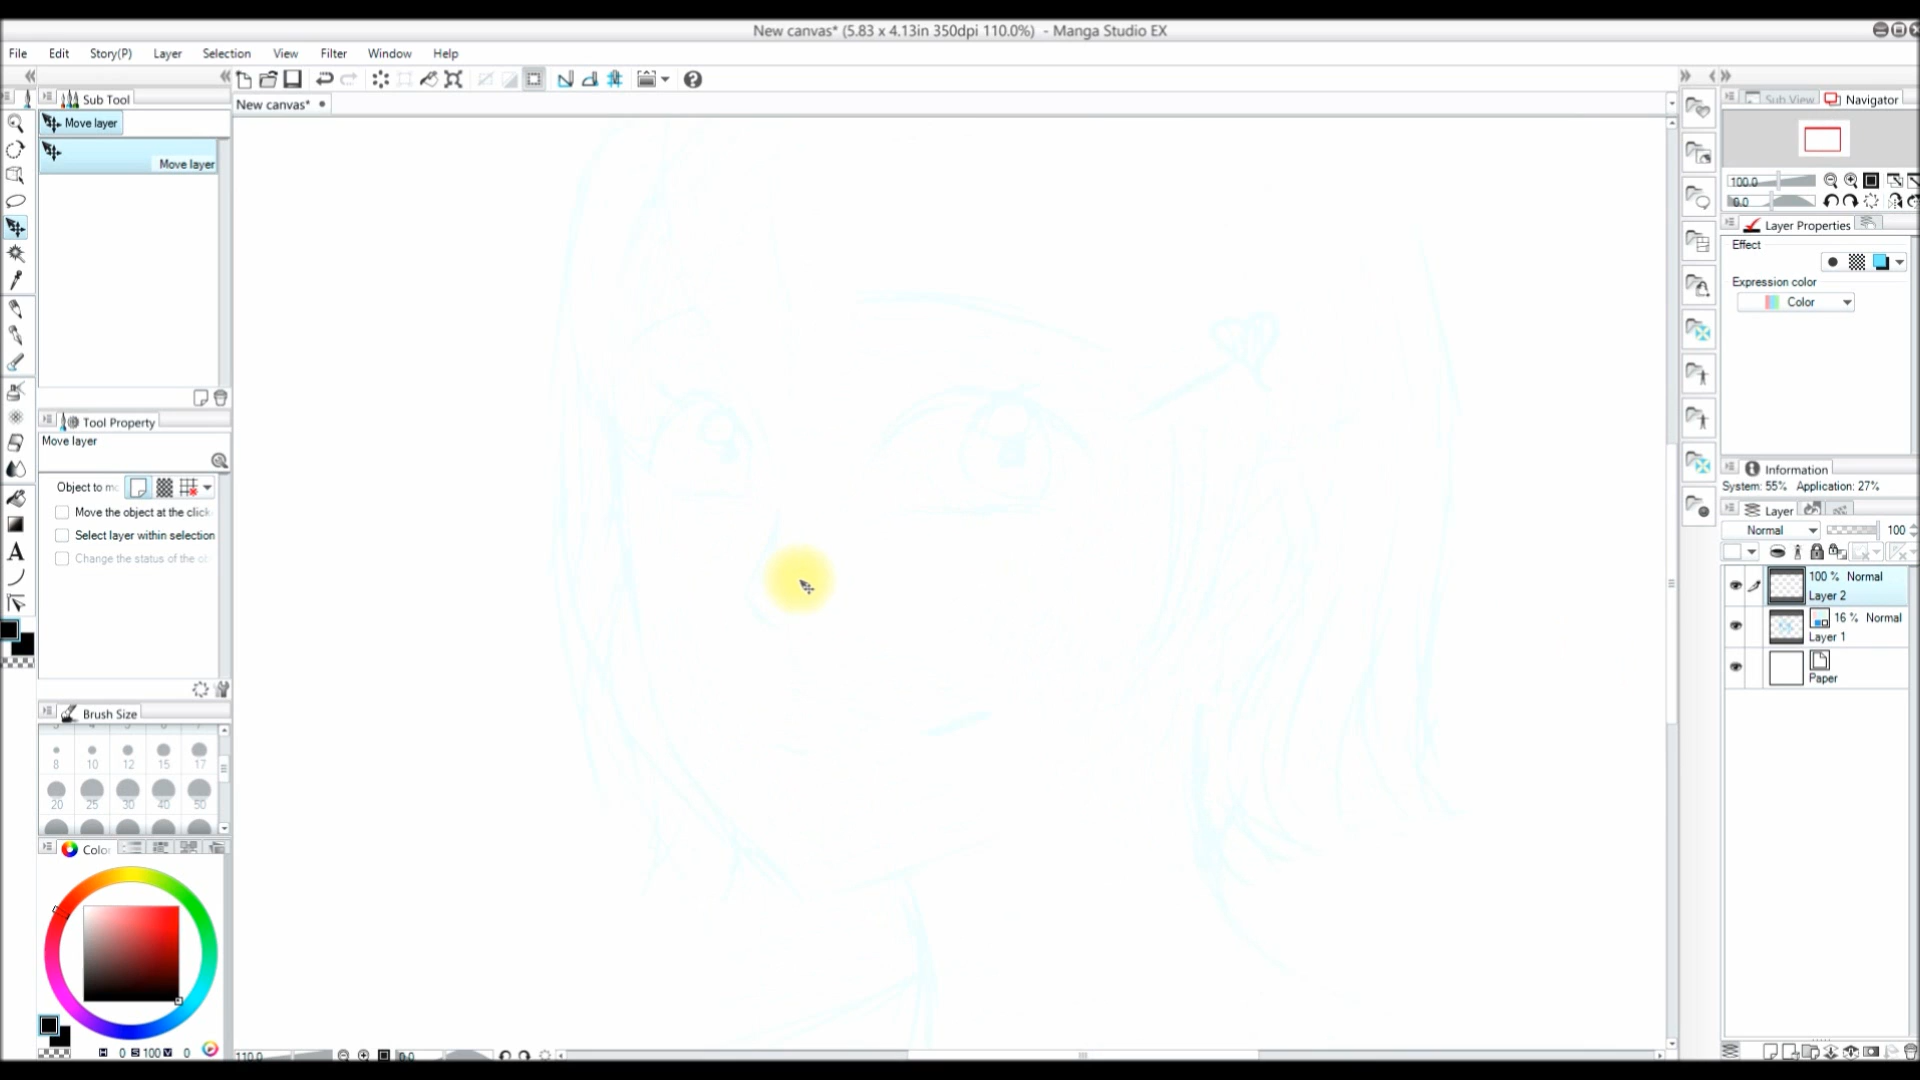 New canvas* (5.83 x 4.13in 350dpi 110.0%) - Manga Studio EX
File Edit Story(P) Layer Selection View Filter Window Help
Sub Tool
New canvas*
Move layer
Move layer
Tool Property
Move layer
Object to mo
Move the object at the click
Select layer within selection
Change the status of the ob
Brush Size
8 10 12 15 17
20 25 30 40 50
Color
H 0 S 100 V 0
110.0 0.0
Sub View Navigator
100.0
0.0
Layer Properties
Effect
Expression color
Color
Information
System: 55% Application: 27%
Layer
Normal 100
100 % Normal
Layer 2
16 % Normal
Layer 1
Paper
A